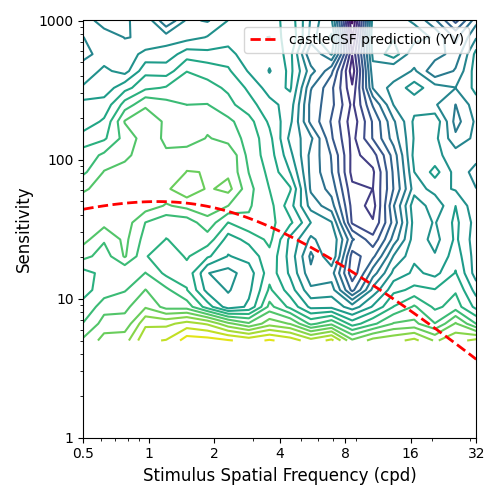 1000
castleCSF prediction (YV)
100
10
1
Sensitivity
0.5 1 2 4 8 16 32
Stimulus Spatial Frequency (cpd)